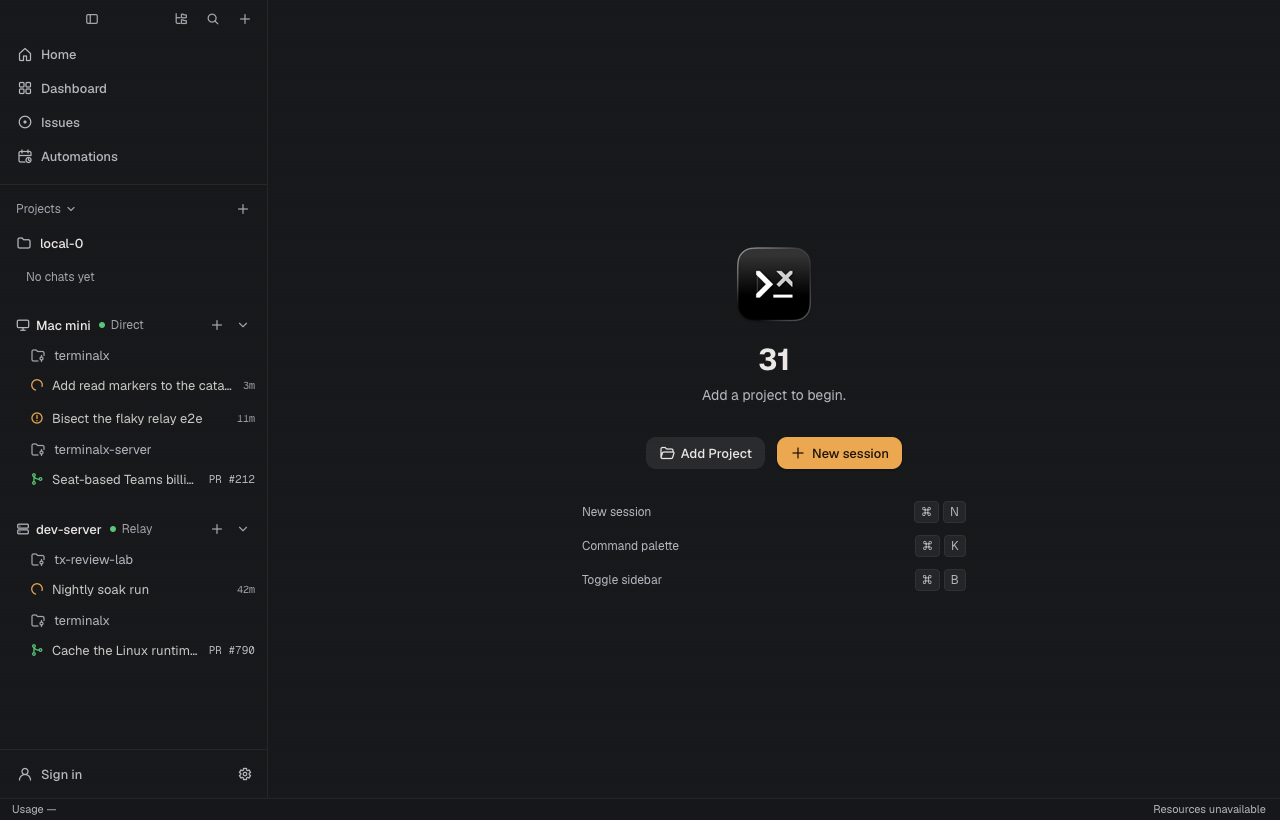 Home
Dashboard
Issues
Automations
Projects
local-0
No chats yet
Mac mini Direct
terminalx
Add read markers to the cata… 3m
Bisect the flaky relay e2e 11m
terminalx-server
Seat-based Teams billi… PR #212
dev-server Relay
tx-review-lab
Nightly soak run 42m
terminalx
Cache the Linux runtim… PR #790
Sign in
31
Add a project to begin.
Add Project New session
New session ⌘ N
Command palette ⌘ K
Toggle sidebar ⌘ B
Usage — Resources unavailable